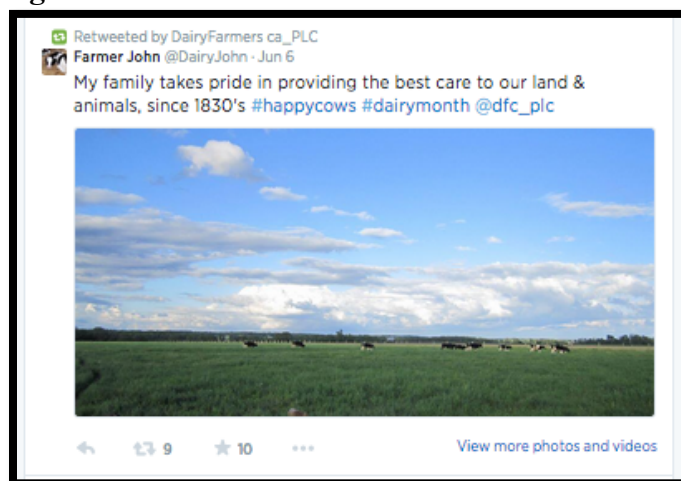 Retweeted by DairyFarmers ca_PLC
Farmer John @DairyJohn · Jun 6
My family takes pride in providing the best care to our land &
animals, since 1830's #happycows #dairymonth @dfc_plc
9 10 View more photos and videos